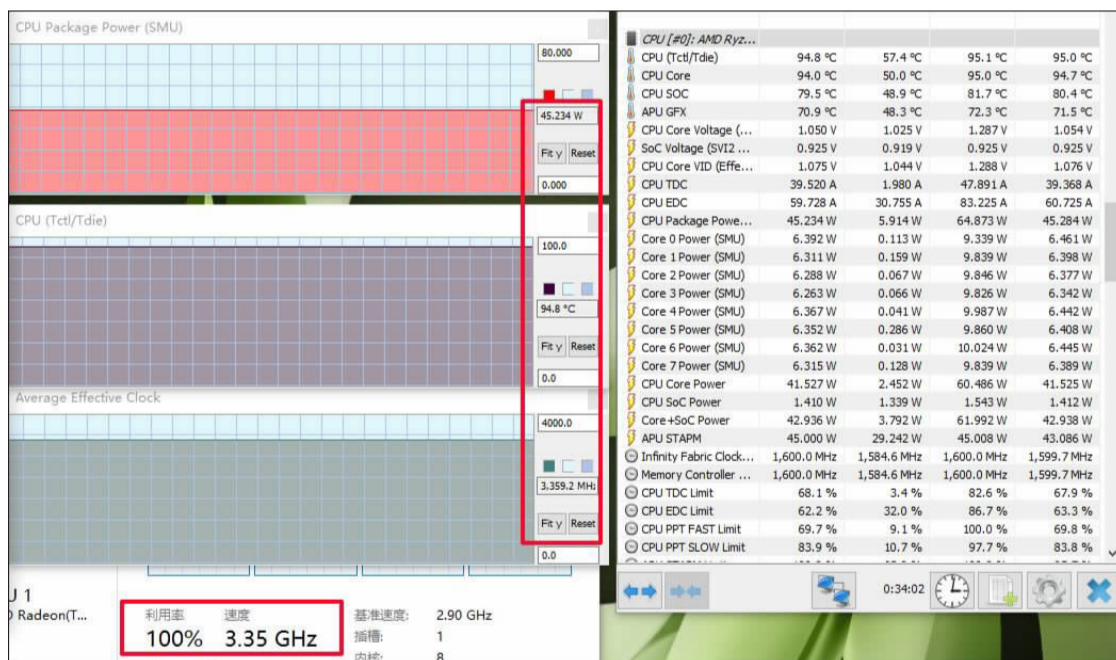 CPU Package Power (SMU)
80.000
45.234 W
Fit y Reset
0.000
CPU (Tctl/Tdie)
100.0
94.8 °C
Fit y Reset
0.0
Average Effective Clock
4000.0
3,359.2 MHz
Fit y Reset
0.0
U 1
D Radeon(T...
利用率 速度
100% 3.35 GHz
基准速度: 2.90 GHz
插槽: 1
内核: 8
CPU [#0]: AMD Ryz...
CPU (Tctl/Tdie) 94.8 °C 57.4 °C 95.1 °C 95.0 °C
CPU Core 94.0 °C 50.0 °C 95.0 °C 94.7 °C
CPU SOC 79.5 °C 48.9 °C 81.7 °C 80.4 °C
APU GFX 70.9 °C 48.3 °C 72.3 °C 71.5 °C
CPU Core Voltage (... 1.050 V 1.025 V 1.287 V 1.054 V
SoC Voltage (SVI2 ... 0.925 V 0.919 V 0.925 V 0.925 V
CPU Core VID (Effe... 1.075 V 1.044 V 1.288 V 1.076 V
CPU TDC 39.520 A 1.980 A 47.891 A 39.368 A
CPU EDC 59.728 A 30.755 A 83.225 A 60.725 A
CPU Package Powe... 45.234 W 5.914 W 64.873 W 45.284 W
Core 0 Power (SMU) 6.392 W 0.113 W 9.339 W 6.461 W
Core 1 Power (SMU) 6.311 W 0.159 W 9.839 W 6.398 W
Core 2 Power (SMU) 6.288 W 0.067 W 9.846 W 6.377 W
Core 3 Power (SMU) 6.263 W 0.066 W 9.826 W 6.342 W
Core 4 Power (SMU) 6.367 W 0.041 W 9.987 W 6.442 W
Core 5 Power (SMU) 6.352 W 0.286 W 9.860 W 6.408 W
Core 6 Power (SMU) 6.362 W 0.031 W 10.024 W 6.445 W
Core 7 Power (SMU) 6.315 W 0.128 W 9.839 W 6.389 W
CPU Core Power 41.527 W 2.452 W 60.486 W 41.525 W
CPU SoC Power 1.410 W 1.339 W 1.543 W 1.412 W
Core+SoC Power 42.936 W 3.792 W 61.992 W 42.938 W
APU STAPM 45.000 W 29.242 W 45.008 W 43.086 W
Infinity Fabric Clock... 1,600.0 MHz 1,584.6 MHz 1,600.0 MHz 1,599.7 MHz
Memory Controller ... 1,600.0 MHz 1,584.6 MHz 1,600.0 MHz 1,599.7 MHz
CPU TDC Limit 68.1 % 3.4 % 82.6 % 67.9 %
CPU EDC Limit 62.2 % 32.0 % 86.7 % 63.3 %
CPU PPT FAST Limit 69.7 % 9.1 % 100.0 % 69.8 %
CPU PPT SLOW Limit 83.9 % 10.7 % 97.7 % 83.8 %
0:34:02